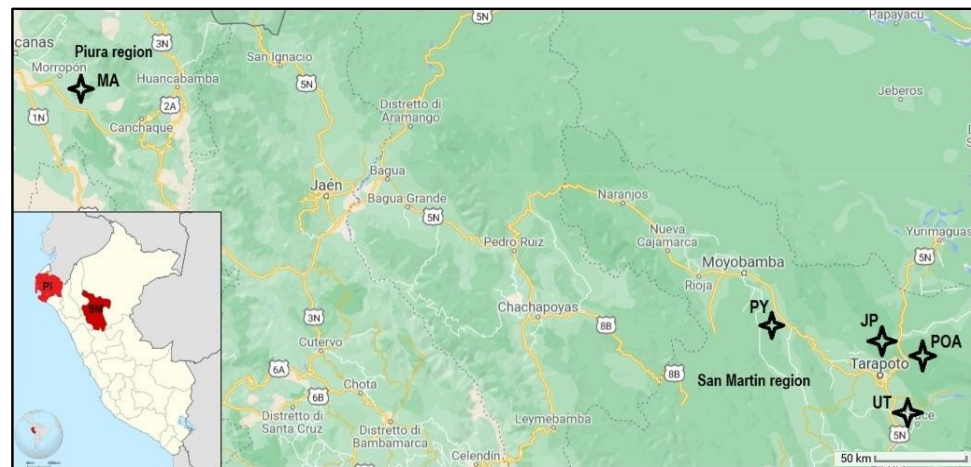 5N
Papayacu
canas
Piura region
3N
San Ignacio
Morropón
MA
Huancabamba
5N
Jeberos
1N
2A
Distretto di
Aramango
Canchaque
Bagua
Jaén
Bagua Grande
Naranjos
5N
Pedro Ruiz
Nueva
Cajamarca
Yurimaguas
Moyobamba
5N
Rioja
PI
SM
Chachapoyas
PY
JP
3N
8B
POA
Cutervo
Tarapoto
6A
Chota
8B
San Martin region
6B
UT
Distretto di
Santa Cruz
Distretto di
Bambamarca
Leymebamba
5N
Celendín
50 km